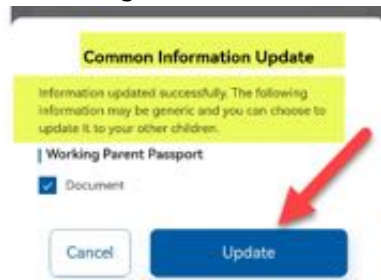 Common Information Update
Information updated successfully. The following
information may be generic and you can choose to
update it to your other children.
Working Parent Passport
Document
Cancel
Update